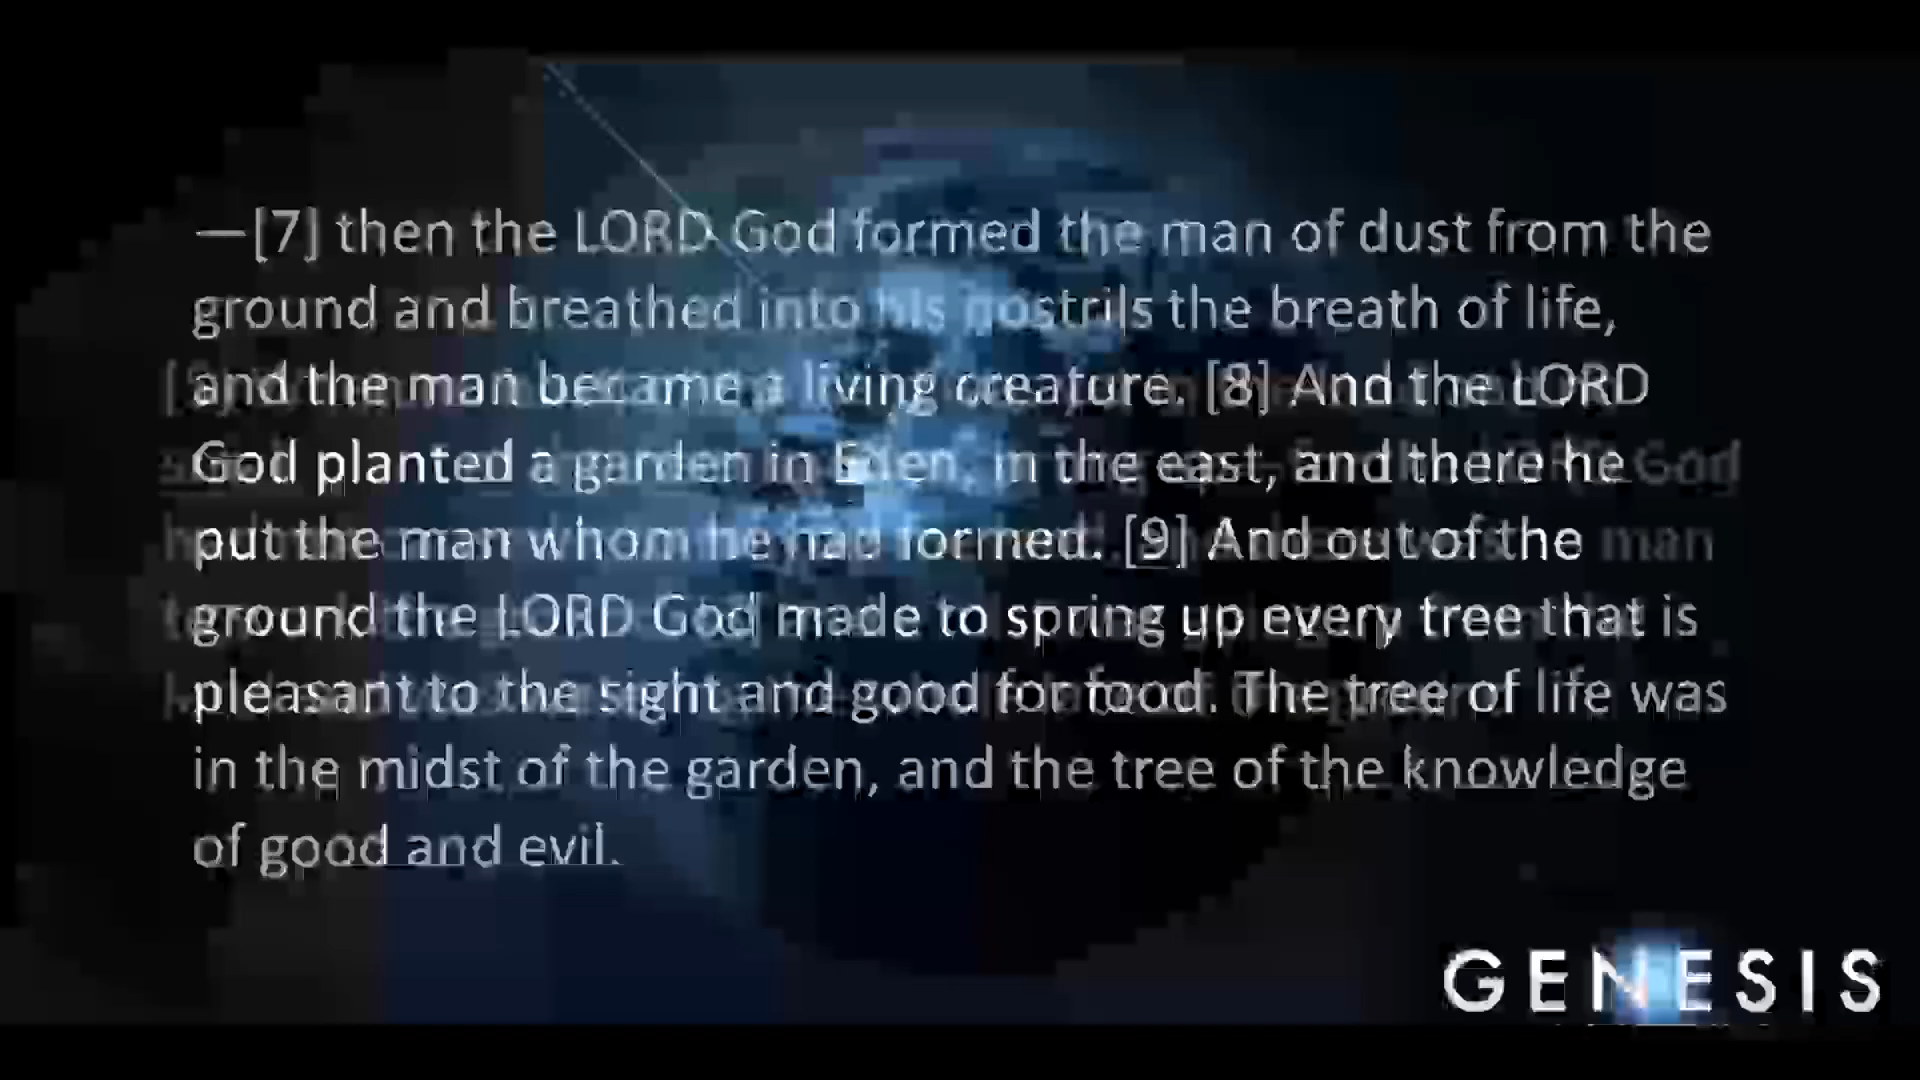 —[7] then the LORD God formed the man of dust from the
ground and breathed into his nostrils the breath of life,
and the man became a living creature. [8] And the LORD
God planted a garden in Eden, in the east, and there he
put the man whom he had formed. [9] And out of the
ground the LORD God made to spring up every tree that is
pleasant to the sight and good for food. The tree of life was
in the midst of the garden, and the tree of the knowledge
of good and evil.
God
man
GENESIS